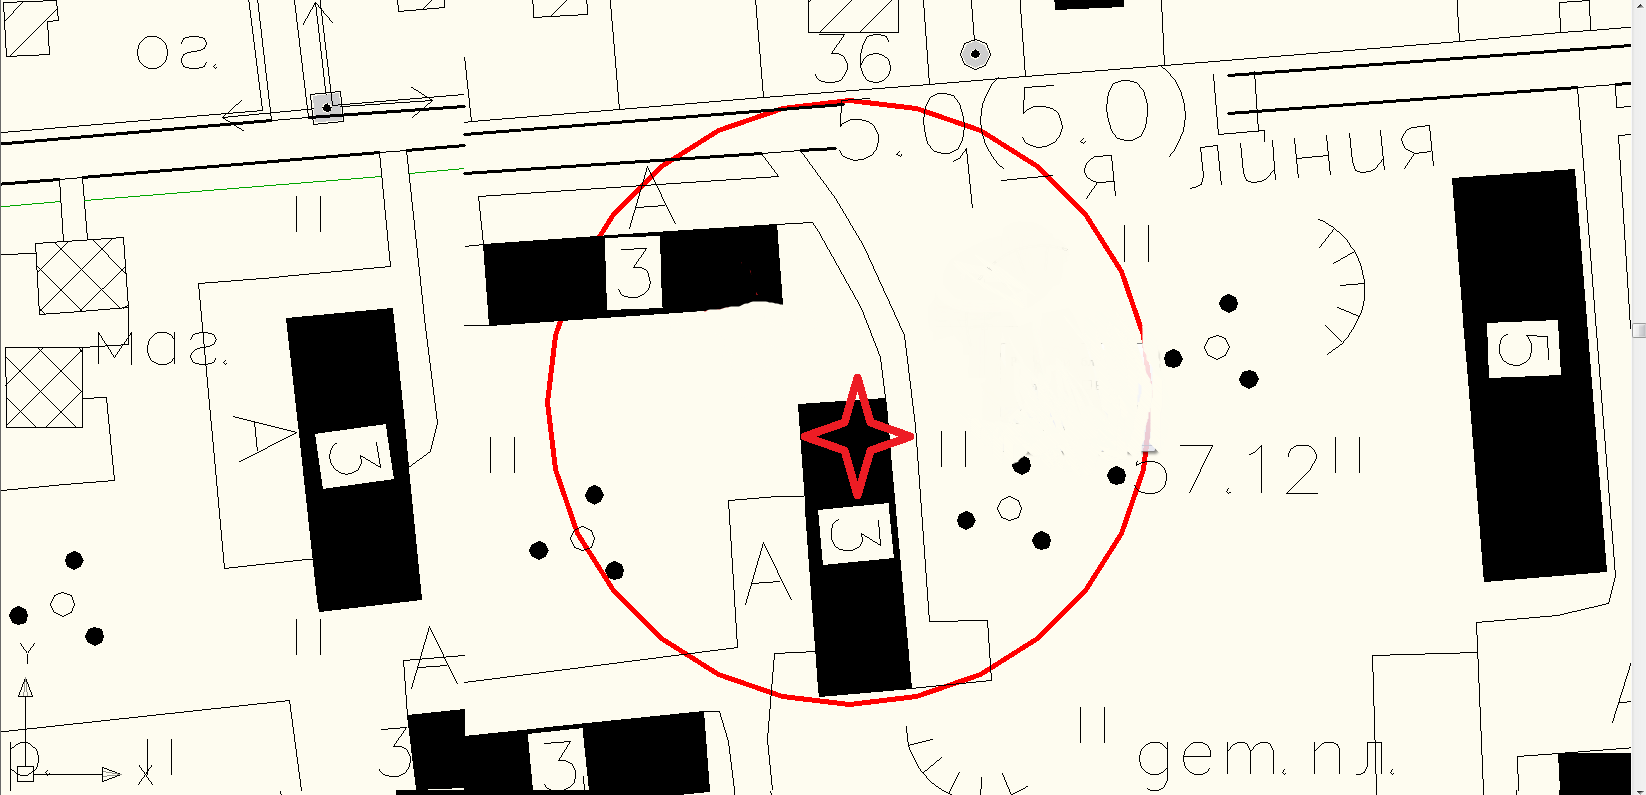 ог.
36
5.0(5.0)
1-я линия
А
3
маг.
5
А
3
57.12
3
А
А
3
3
дет. пл.
р.
Y
X